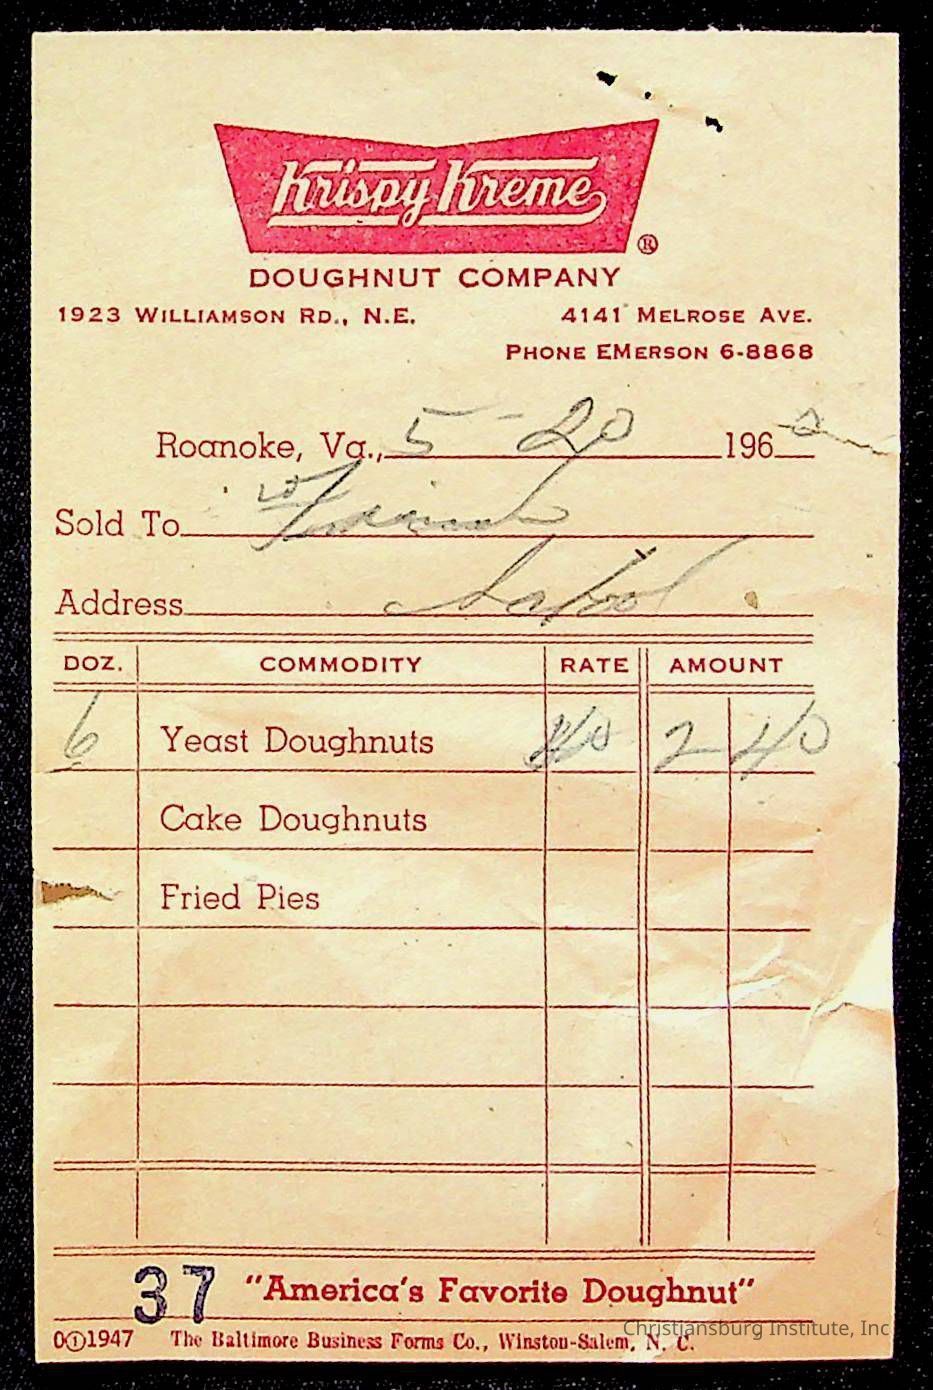 Krispy Kreme ®
DOUGHNUT COMPANY
1923 WILLIAMSON RD., N.E. 4141 MELROSE AVE.
PHONE EMERSON 6-8868
Roanoke, Va., 5-20 196
Sold To
Address
DOZ. COMMODITY RATE AMOUNT
6 Yeast Doughnuts 40 2 40
Cake Doughnuts
Fried Pies
37 "America's Favorite Doughnut"
1947 The Baltimore Business Forms Co., Winston-Salem, N. C.
Christiansburg Institute, Inc